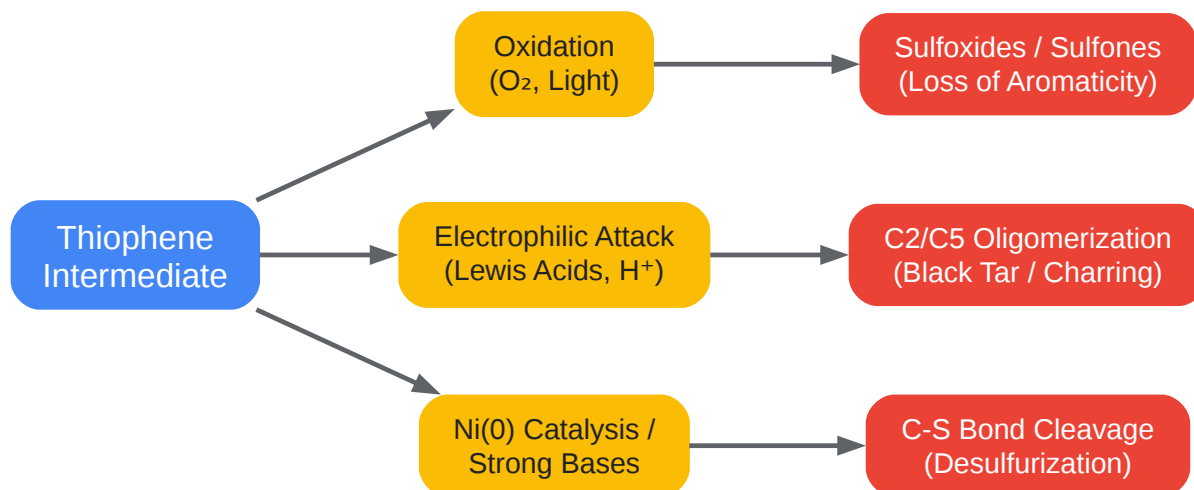 Thiophene
Intermediate
Oxidation
(O₂, Light)
Sulfoxides / Sulfones
(Loss of Aromaticity)
Electrophilic Attack
(Lewis Acids, H⁺)
C2/C5 Oligomerization
(Black Tar / Charring)
Ni(0) Catalysis /
Strong Bases
C-S Bond Cleavage
(Desulfurization)